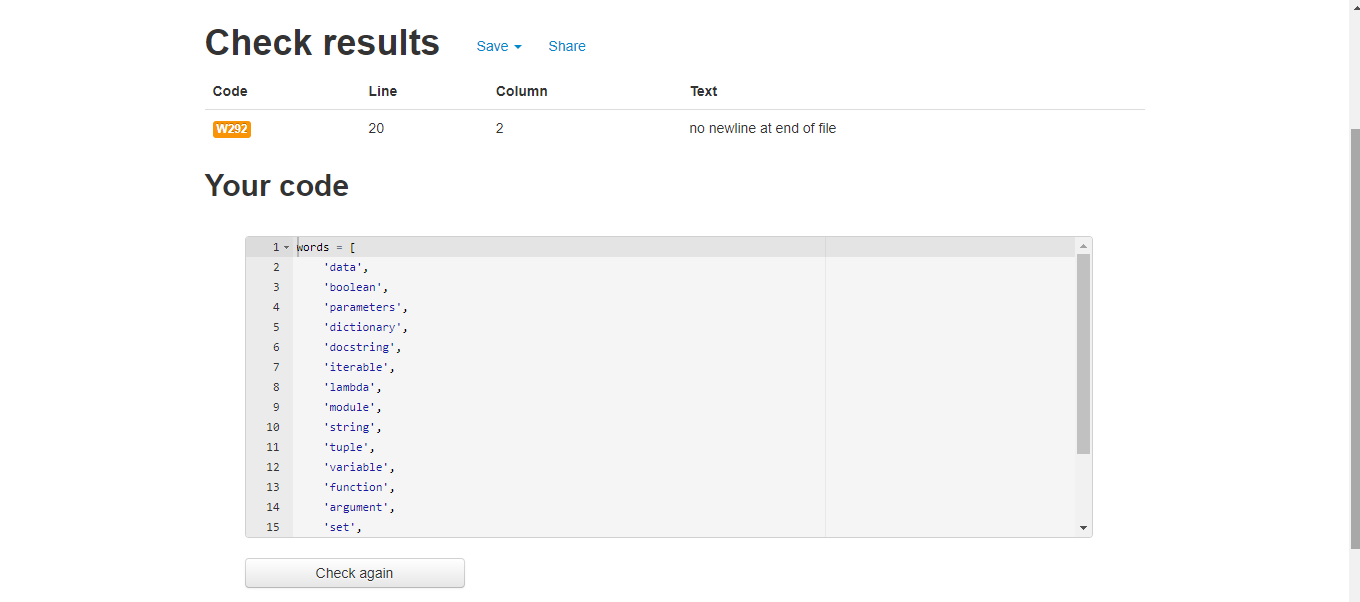 Check results Save Share
Code Line Column Text
W292 20 2 no newline at end of file
Your code
1 words = [
2 'data',
3 'boolean',
4 'parameters',
5 'dictionary',
6 'docstring',
7 'iterable',
8 'lambda',
9 'module',
10 'string',
11 'tuple',
12 'variable',
13 'function',
14 'argument',
15 'set',
Check again